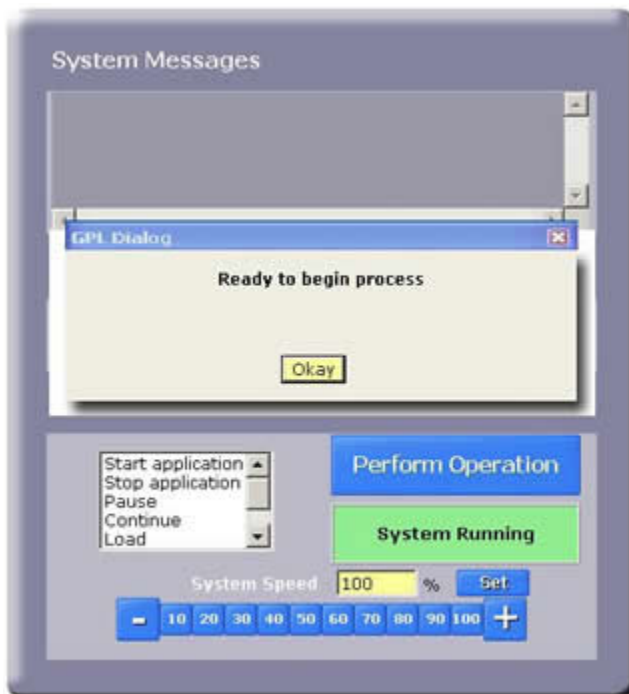 System Messages
GPL Dialog
Ready to begin process
Okay
Start application
Stop application
Pause
Continue
Load
Perform Operation
System Running
System Speed 100 % Set
- 10 20 30 40 50 60 70 80 90 100 +